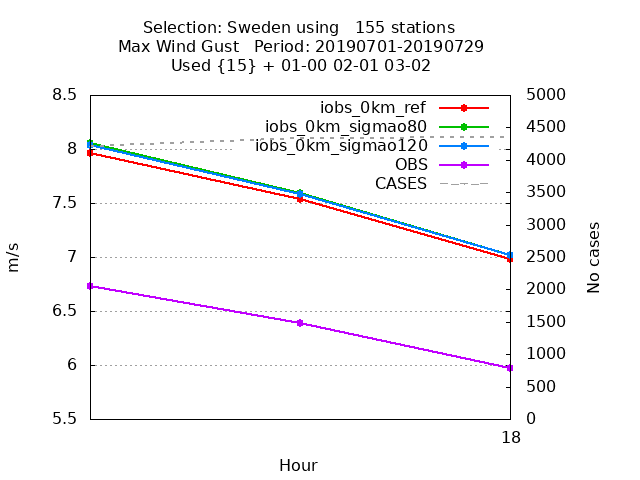 Selection: Sweden using   155 stations
Max Wind Gust   Period: 20190701-20190729
Used {15} + 01-00 02-01 03-02
8.5
8
7.5
7
6.5
6
5.5
m/s
iobs_0km_ref
iobs_0km_sigmao80
iobs_0km_sigmao120
OBS
CASES
5000
4500
4000
3500
3000
2500
2000
1500
1000
500
0
No cases
18
Hour